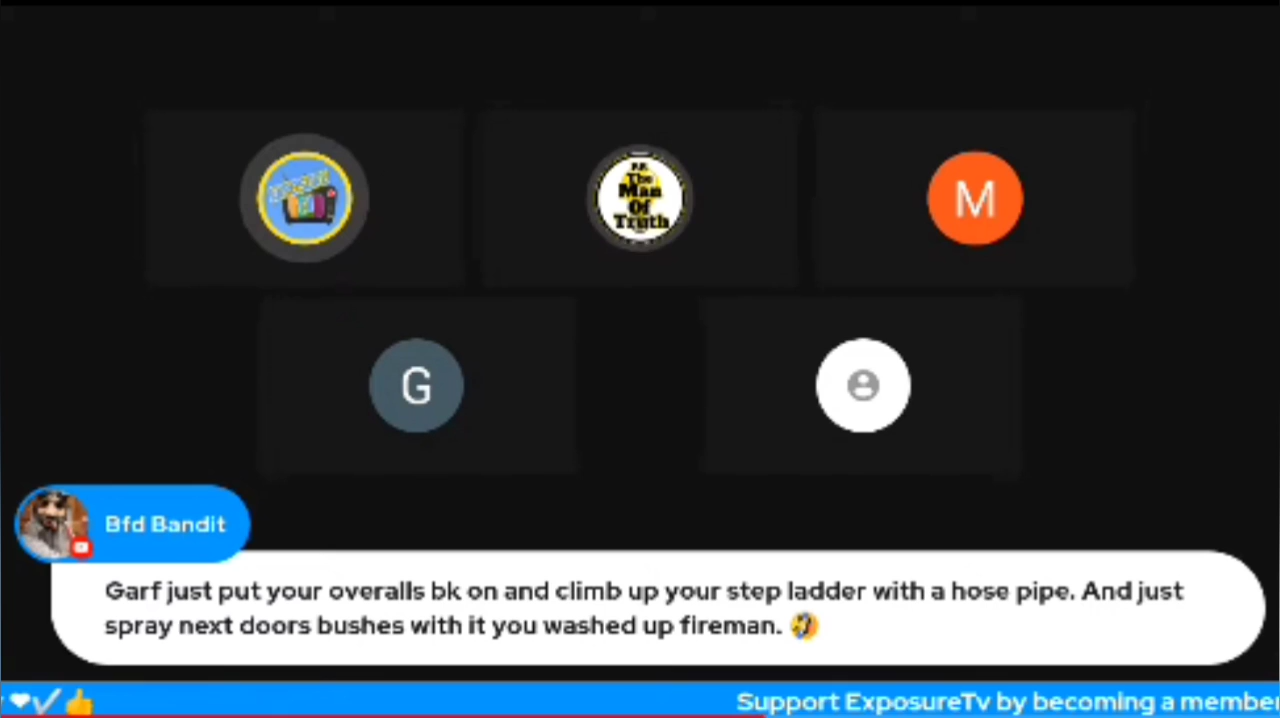 P.P.
The
Man
Of
Truth
M
G
Bfd Bandit
Garf just put your overalls bk on and climb up your step ladder with a hose pipe. And just
spray next doors bushes with it you washed up fireman. 🤣
❤✔👍
Support ExposureTv by becoming a member